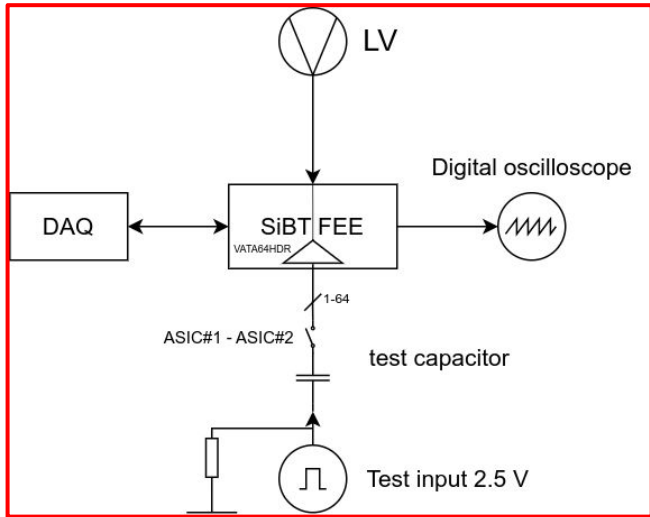 LV
Digital oscilloscope
DAQ
SiBT FEE
VATA64HDR
1-64
ASIC#1 - ASIC#2
test capacitor
Test input 2.5 V